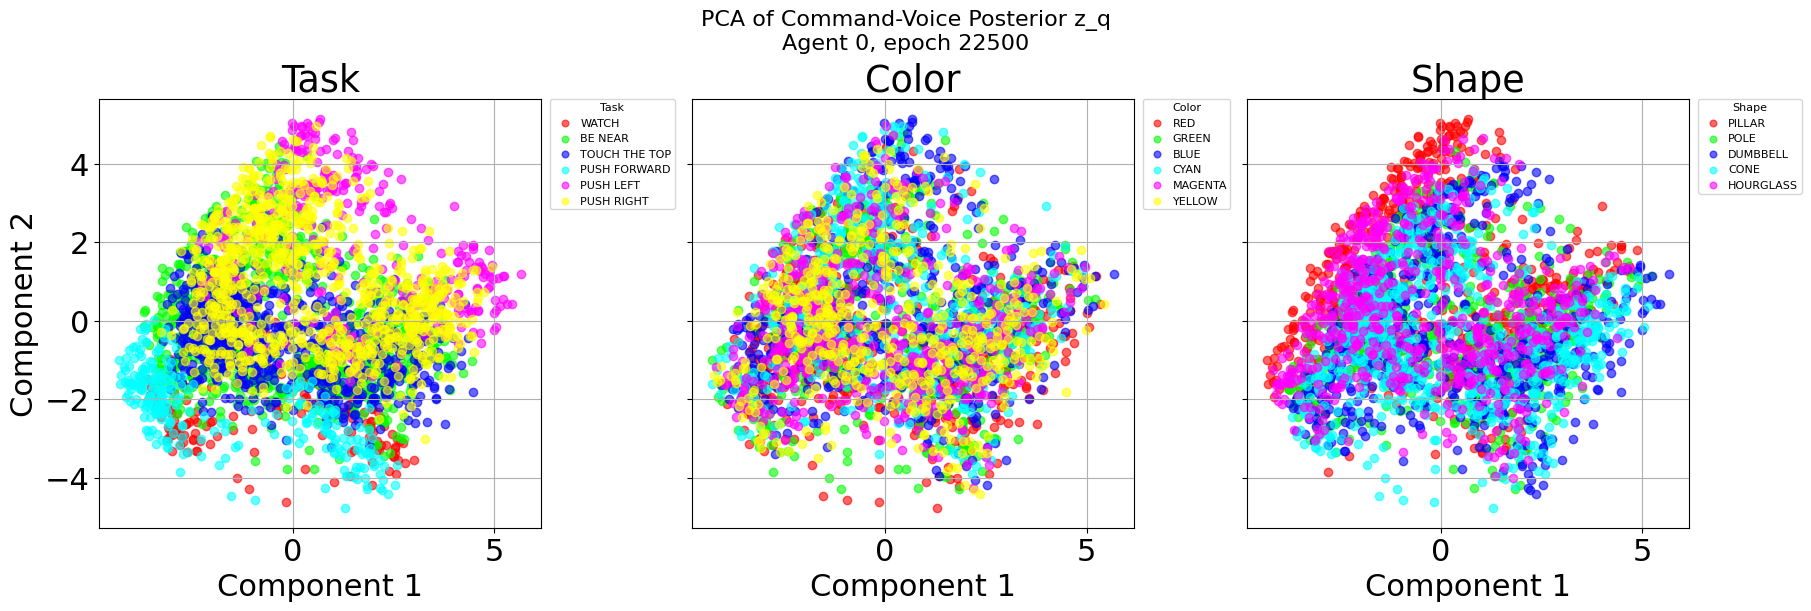 PCA of Command-Voice Posterior z_q
Agent 0, epoch 22500
Task
Color
Shape
Task
WATCH
BE NEAR
TOUCH THE TOP
PUSH FORWARD
PUSH LEFT
PUSH RIGHT
Color
RED
GREEN
BLUE
CYAN
MAGENTA
YELLOW
Shape
PILLAR
POLE
DUMBBELL
CONE
HOURGLASS
Component 2
4
2
0
−2
−4
0 5
0 5
0 5
Component 1
Component 1
Component 1